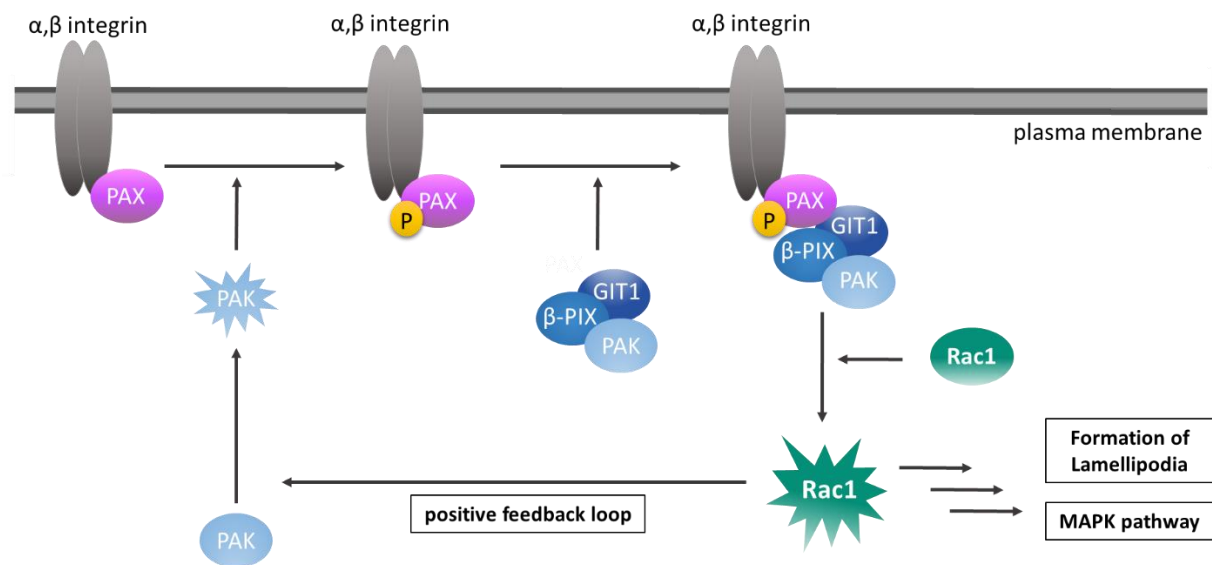 α,β integrin
α,β integrin
α,β integrin
plasma membrane
PAX
PAX
P
PAX
P
GIT1
β-PIX
PAK
PAK
PAX
GIT1
β-PIX
PAK
Rac1
Formation of
Lamellipodia
Rac1
positive feedback loop
MAPK pathway
PAK